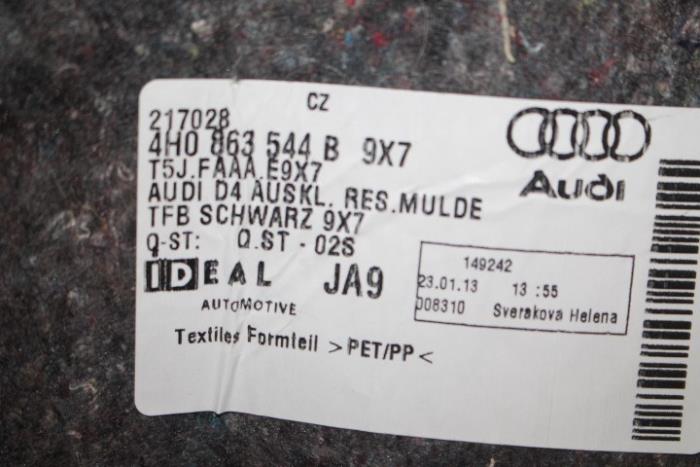 CZ
217028
4H0 863 544 B 9X7
T5J.FAAA.E9X7
AUDI D4 AUSKL. RES.MULDE
TFB SCHWARZ 9X7
Q-ST: Q.ST - 02S
IDEAL JA9
AUTOMOTIVE
Textiles Formteil >PET/PP<
Audi
149242
23.01.13 13:55
008310 Sverakova Helena